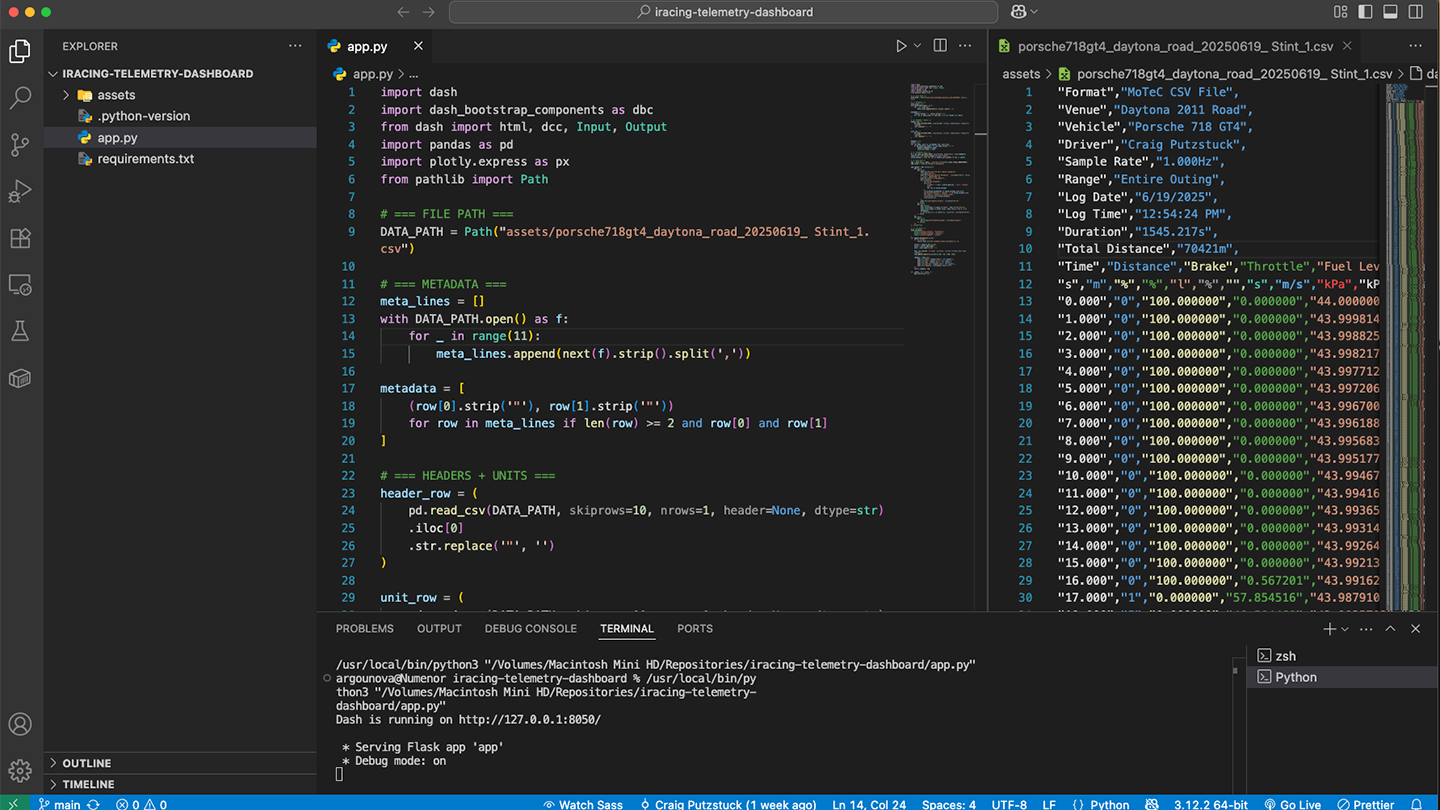 iracing-telemetry-dashboard
EXPLORER
IRACING-TELEMETRY-DASHBOARD
assets
.python-version
app.py
requirements.txt
OUTLINE
TIMELINE
app.py
app.py > ...
1 import dash
2 import dash_bootstrap_components as dbc
3 from dash import html, dcc, Input, Output
4 import pandas as pd
5 import plotly.express as px
6 from pathlib import Path
7
8 # === FILE PATH ===
9 DATA_PATH = Path("assets/porsche718gt4_daytona_road_20250619_ Stint_1.
csv")
10
11 # === METADATA ===
12 meta_lines = []
13 with DATA_PATH.open() as f:
14 for _ in range(11):
15 meta_lines.append(next(f).strip().split(','))
16
17 metadata = [
18 (row[0].strip('"'), row[1].strip('"'))
19 for row in meta_lines if len(row) >= 2 and row[0] and row[1]
20 ]
21
22 # === HEADERS + UNITS ===
23 header_row = (
24 pd.read_csv(DATA_PATH, skiprows=10, nrows=1, header=None, dtype=str)
25 .iloc[0]
26 .str.replace('"', '')
27 )
28
29 unit_row = (
porsche718gt4_daytona_road_20250619_ Stint_1.csv
assets > porsche718gt4_daytona_road_20250619_ Stint_1.csv > da
1 "Format","MoTeC CSV File",
2 "Venue","Daytona 2011 Road",
3 "Vehicle","Porsche 718 GT4",
4 "Driver","Craig Putzstuck",
5 "Sample Rate","1.000Hz",
6 "Range","Entire Outing",
7 "Log Date","6/19/2025",
8 "Log Time","12:54:24 PM",
9 "Duration","1545.217s",
10 "Total Distance","70421m",
11 "Time","Distance","Brake","Throttle","Fuel Lev
12 "s","m","%","%","l","%","","s","m/s","kPa","kP
13 "0.000","0","100.000000","0.000000","44.000000
14 "1.000","0","100.000000","0.000000","43.999814
15 "2.000","0","100.000000","0.000000","43.998825
16 "3.000","0","100.000000","0.000000","43.998217
17 "4.000","0","100.000000","0.000000","43.997712
18 "5.000","0","100.000000","0.000000","43.997206
19 "6.000","0","100.000000","0.000000","43.996700
20 "7.000","0","100.000000","0.000000","43.996188
21 "8.000","0","100.000000","0.000000","43.995683
22 "9.000","0","100.000000","0.000000","43.995177
23 "10.000","0","100.000000","0.000000","43.99467
24 "11.000","0","100.000000","0.000000","43.99416
25 "12.000","0","100.000000","0.000000","43.99365
26 "13.000","0","100.000000","0.000000","43.99314
27 "14.000","0","100.000000","0.000000","43.99264
28 "15.000","0","100.000000","0.000000","43.99213
29 "16.000","0","100.000000","0.567201","43.99162
30 "17.000","1","0.000000","57.854516","43.987910
PROBLEMS OUTPUT DEBUG CONSOLE TERMINAL PORTS
/usr/local/bin/python3 "/Volumes/Macintosh Mini HD/Repositories/iracing-telemetry-dashboard/app.py"
argounova@Numenor iracing-telemetry-dashboard % /usr/local/bin/py
thon3 "/Volumes/Macintosh Mini HD/Repositories/iracing-telemetry-
dashboard/app.py"
Dash is running on http://127.0.0.1:8050/
* Serving Flask app 'app'
* Debug mode: on
zsh
Python
main 0 0 Watch Sass Craig Putzstuck (1 week ago) Ln 14, Col 24 Spaces: 4 UTF-8 LF { } Python 3.12.2 64-bit Go Live Prettier